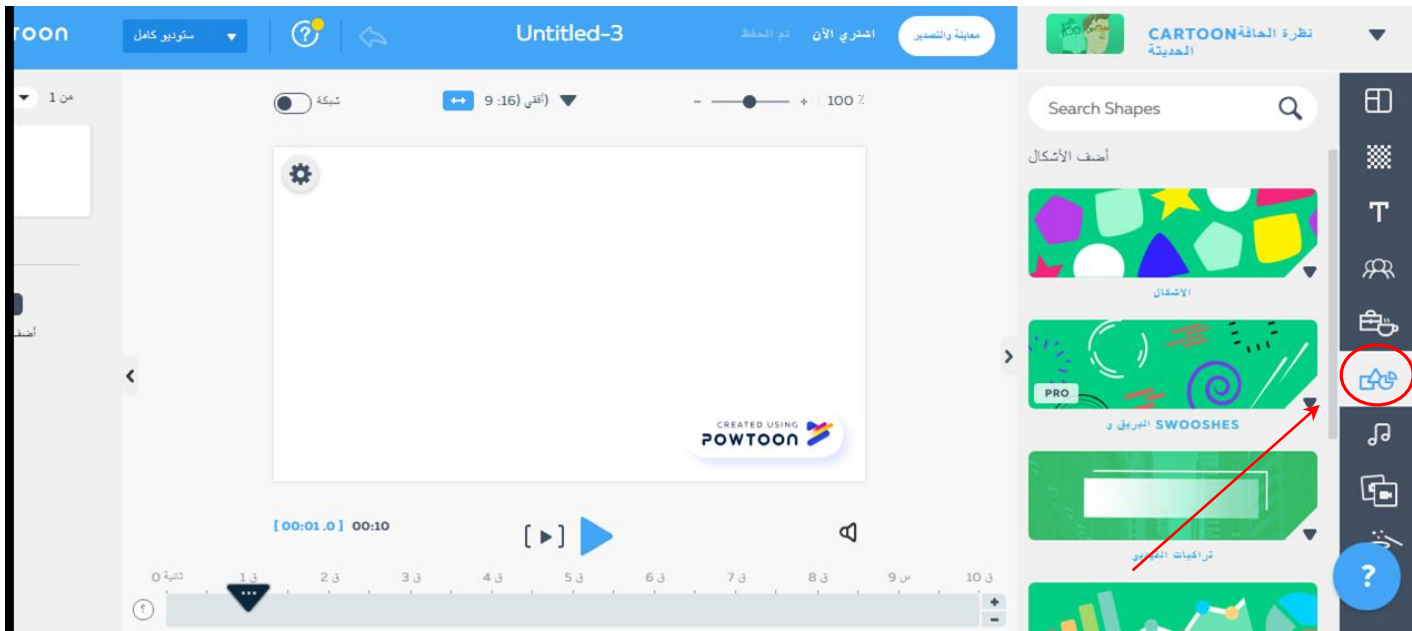 toon
ستوديو كامل
Untitled-3
تم الحفظ
اشتري الآن
معاينة والتصدير
نظرة الحافة CARTOON
الحديثة
من 1
شبكة
(أفقي (16: 9
100 %
Search Shapes
أضف الأشكال
الاشكال
PRO
البريق و SWOOSHES
تراكبات الفيديو
أضف
CREATED USING
POWTOON
[ 00:01.0 ] 00:10
0 ثانية
1 ق
2 ق
3 ق
4 ق
5 ق
6 ق
7 ق
8 ق
9 س
10 ق
?